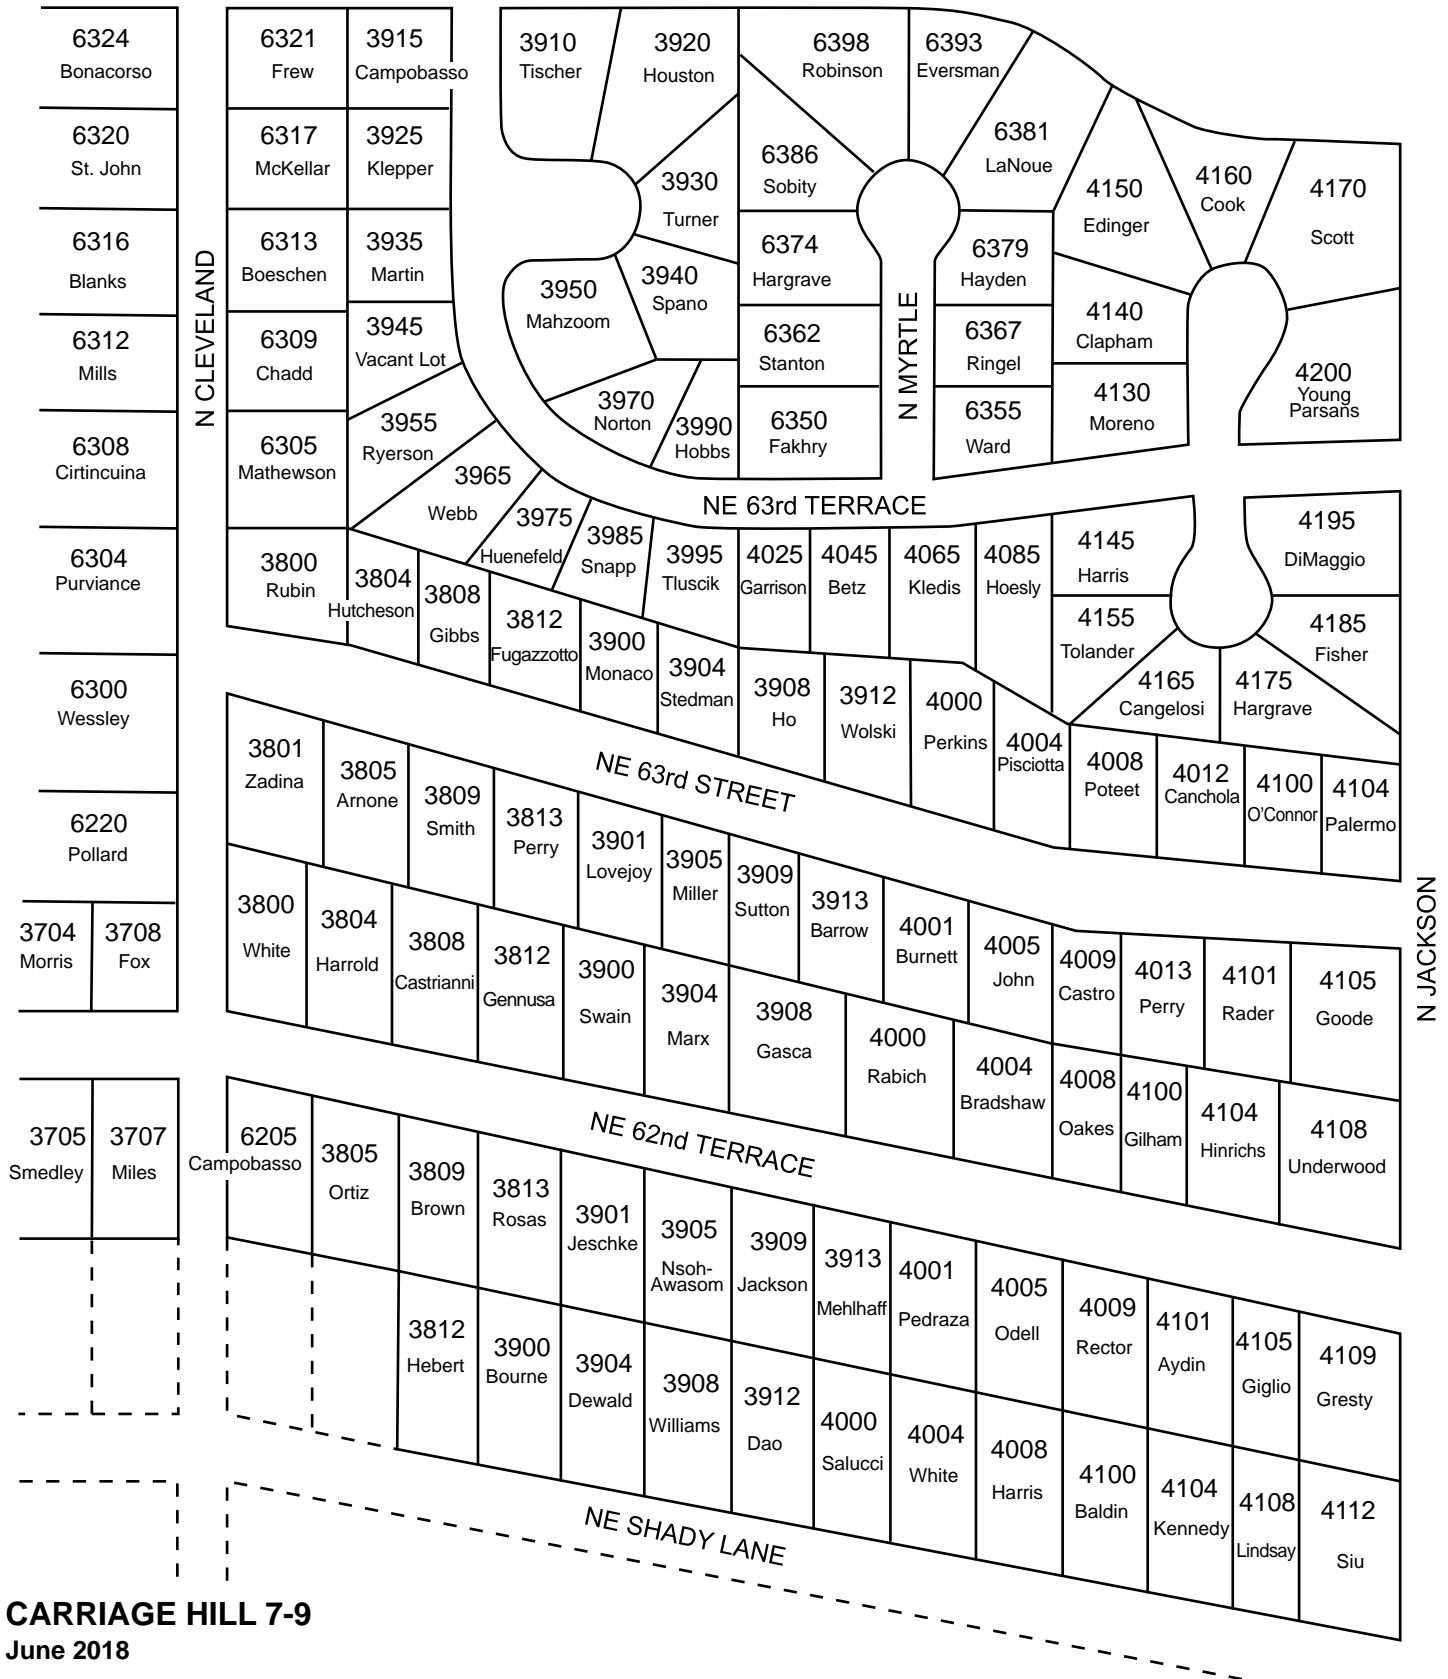 6324
Bonacorso
6320
St. John
6316
Blanks
6312
Mills
6308
Cirtincuina
6304
Purviance
6300
Wessley
6220
Pollard
3704
Morris
3708
Fox
3705
Smedley
3707
Miles
N CLEVELAND
6321
Frew
3915
Campobasso
6317
McKellar
3925
Klepper
6313
Boeschen
3935
Martin
6309
Chadd
3945
Vacant Lot
6305
Mathewson
3955
Ryerson
3965
Webb
3975
Huenefeld
3985
Snapp
3995
Tluscik
4025
Garrison
4045
Betz
4065
Kledis
4085
Hoesly
3910
Tischer
3920
Houston
3930
Turner
3940
Spano
3950
Mahzoom
3970
Norton
3990
Hobbs
6398
Robinson
6393
Eversman
6386
Sobity
6381
LaNoue
6374
Hargrave
6379
Hayden
6362
Stanton
6367
Ringel
6350
Fakhry
6355
Ward
N MYRTLE
4150
Edinger
4160
Cook
4170
Scott
4140
Clapham
4130
Moreno
4200
Young
Parsans
NE 63rd TERRACE
4145
Harris
4195
DiMaggio
4155
Tolander
4185
Fisher
4165
Cangelosi
4175
Hargrave
3800
Rubin
3804
Hutcheson
3808
Gibbs
3812
Fugazzotto
3900
Monaco
3904
Stedman
3908
Ho
3912
Wolski
4000
Perkins
4004
Pisciotta
4008
Poteet
4012
Canchola
4100
O'Connor
4104
Palermo
NE 63rd STREET
N JACKSON
3801
Zadina
3805
Arnone
3809
Smith
3813
Perry
3901
Lovejoy
3905
Miller
3909
Sutton
3913
Barrow
4001
Burnett
4005
John
4009
Castro
4013
Perry
4101
Rader
4105
Goode
3800
White
3804
Harrold
3808
Castrianni
3812
Gennusa
3900
Swain
3904
Marx
3908
Gasca
4000
Rabich
4004
Bradshaw
4008
Oakes
4100
Gilham
4104
Hinrichs
4108
Underwood
NE 62nd TERRACE
6205
Campobasso
3805
Ortiz
3809
Brown
3813
Rosas
3901
Jeschke
3905
Nsoh-
Awasom
3909
Jackson
3913
Mehlhaff
4001
Pedraza
4005
Odell
4009
Rector
4101
Aydin
4105
Giglio
4109
Gresty
3812
Hebert
3900
Bourne
3904
Dewald
3908
Williams
3912
Dao
4000
Salucci
4004
White
4008
Harris
4100
Baldin
4104
Kennedy
4108
Lindsay
4112
Siu
NE SHADY LANE
CARRIAGE HILL 7-9
June 2018